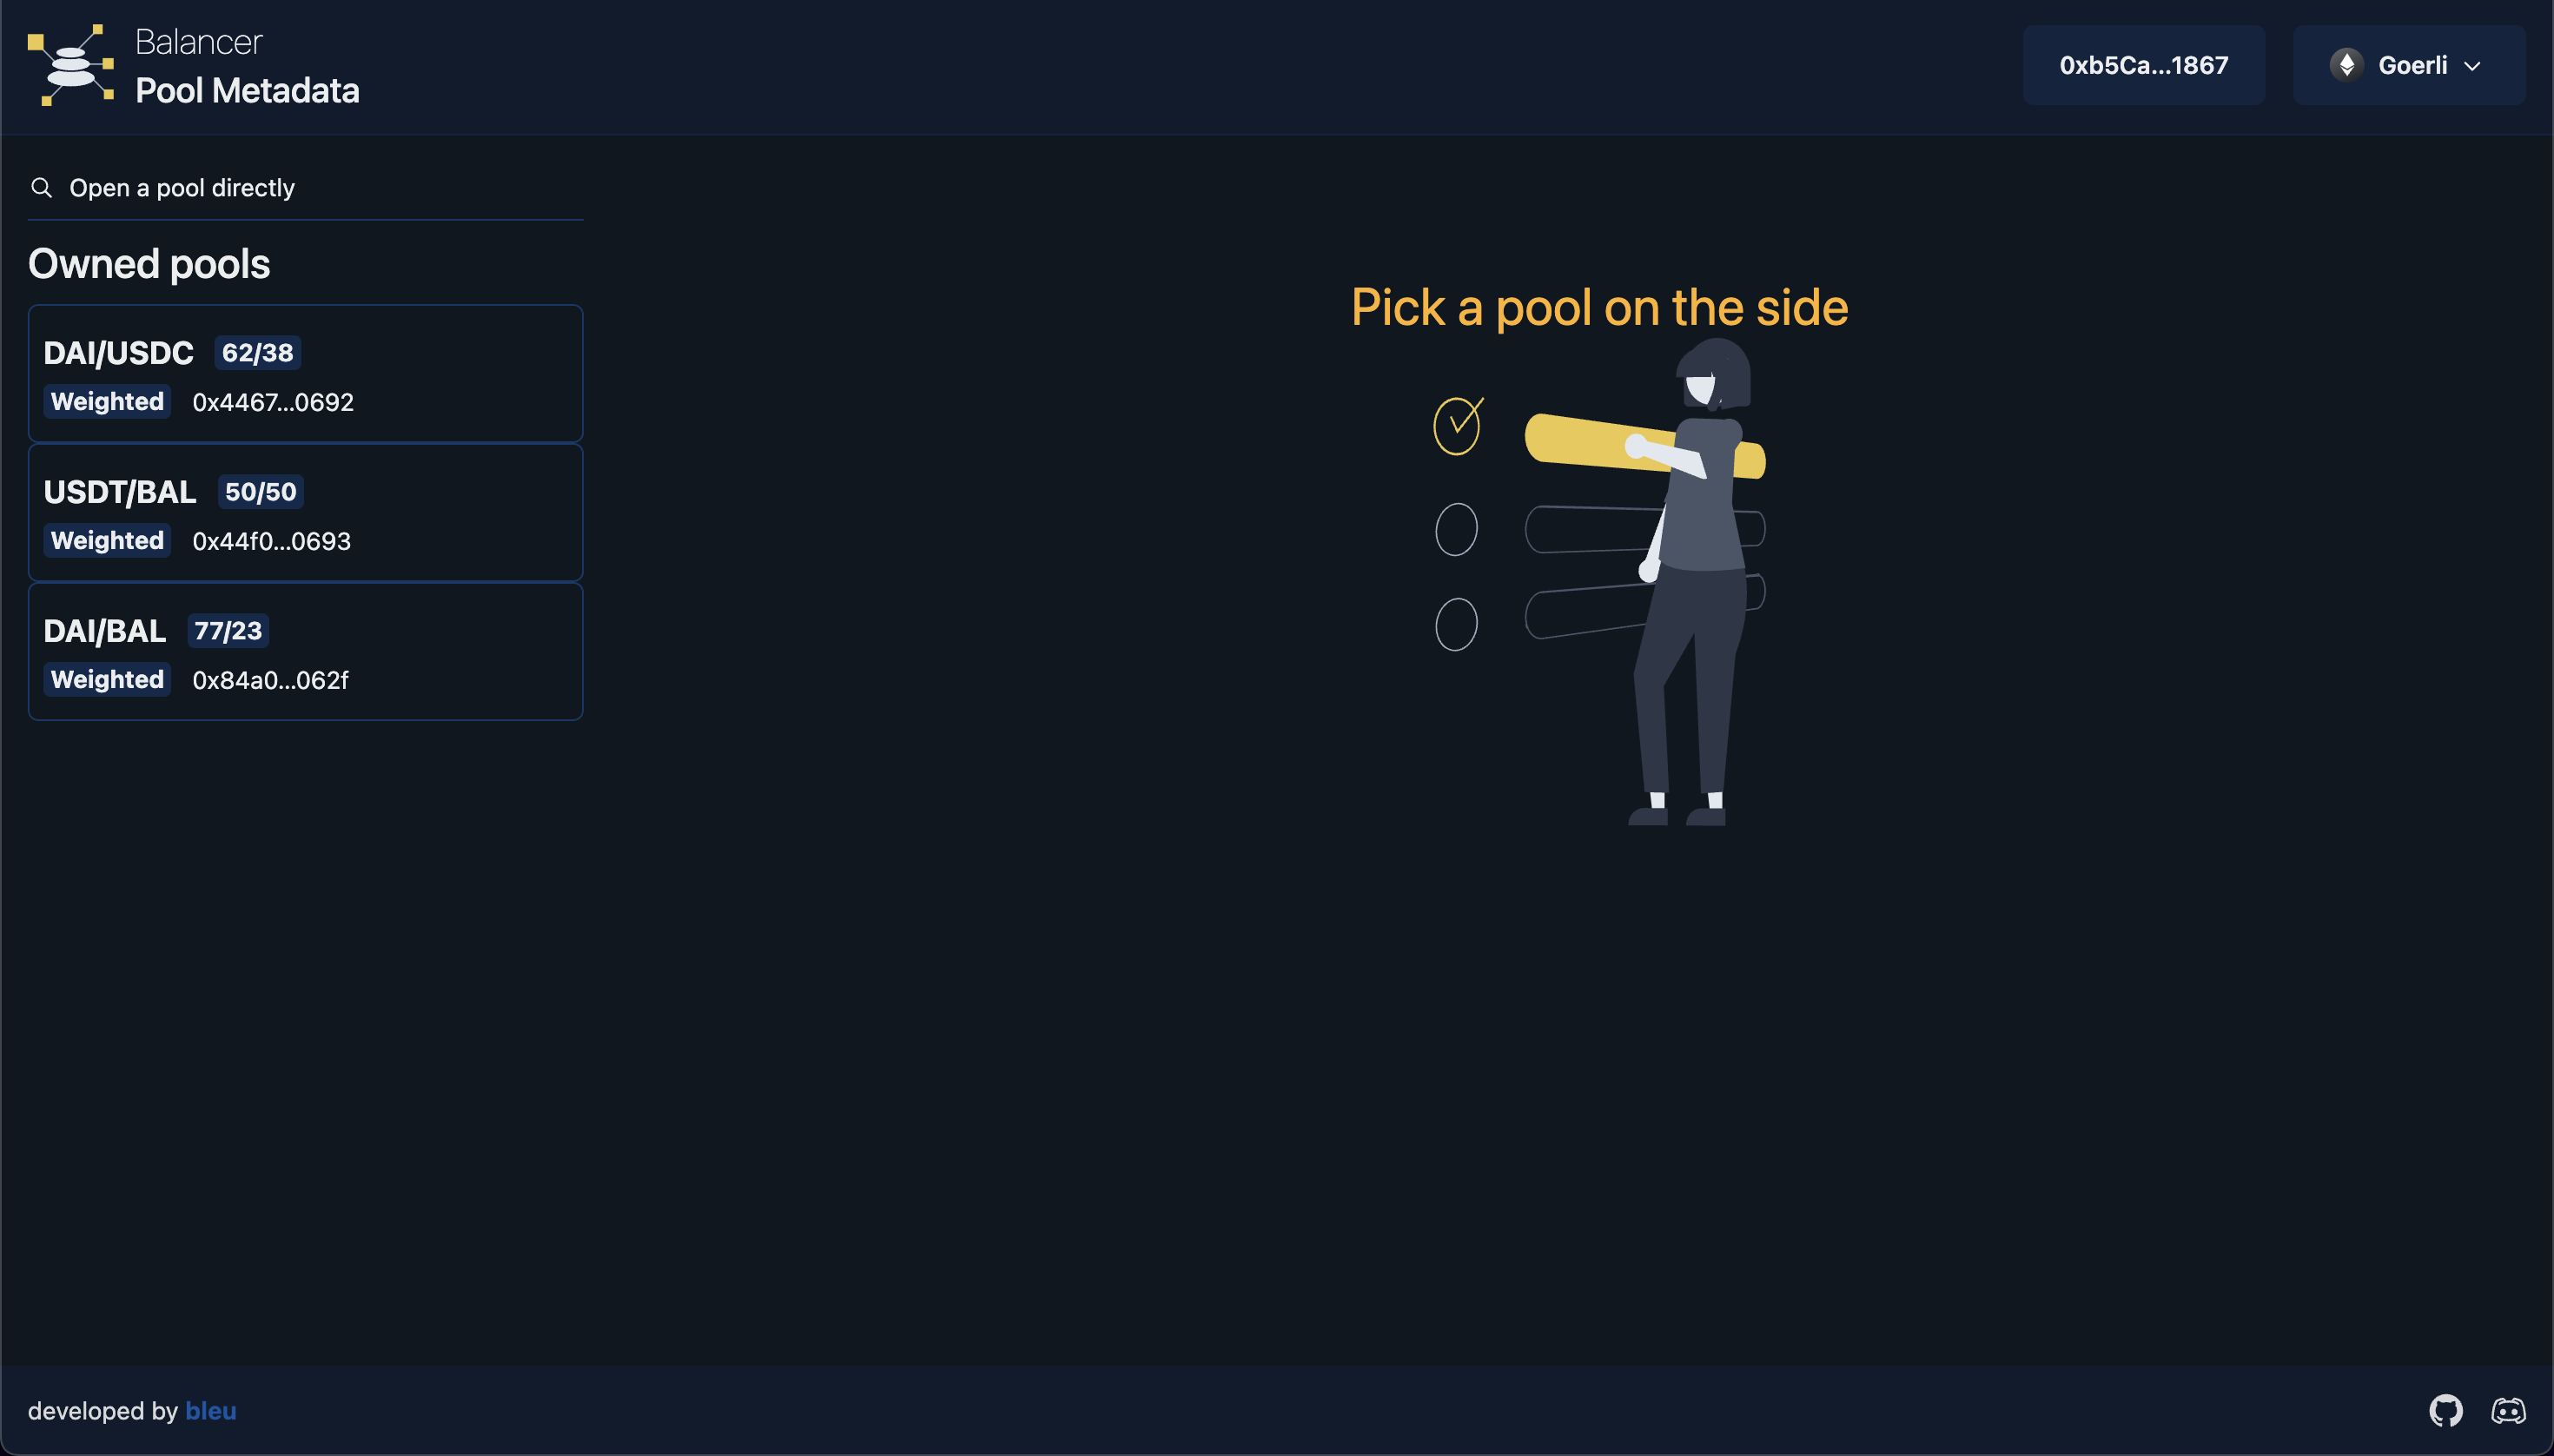 Balancer
Pool Metadata
0xb5Ca...1867
Goerli
Open a pool directly
Owned pools
DAI/USDC 62/38
Weighted 0x4467...0692
USDT/BAL 50/50
Weighted 0x44f0...0693
DAI/BAL 77/23
Weighted 0x84a0...062f
Pick a pool on the side
developed by bleu